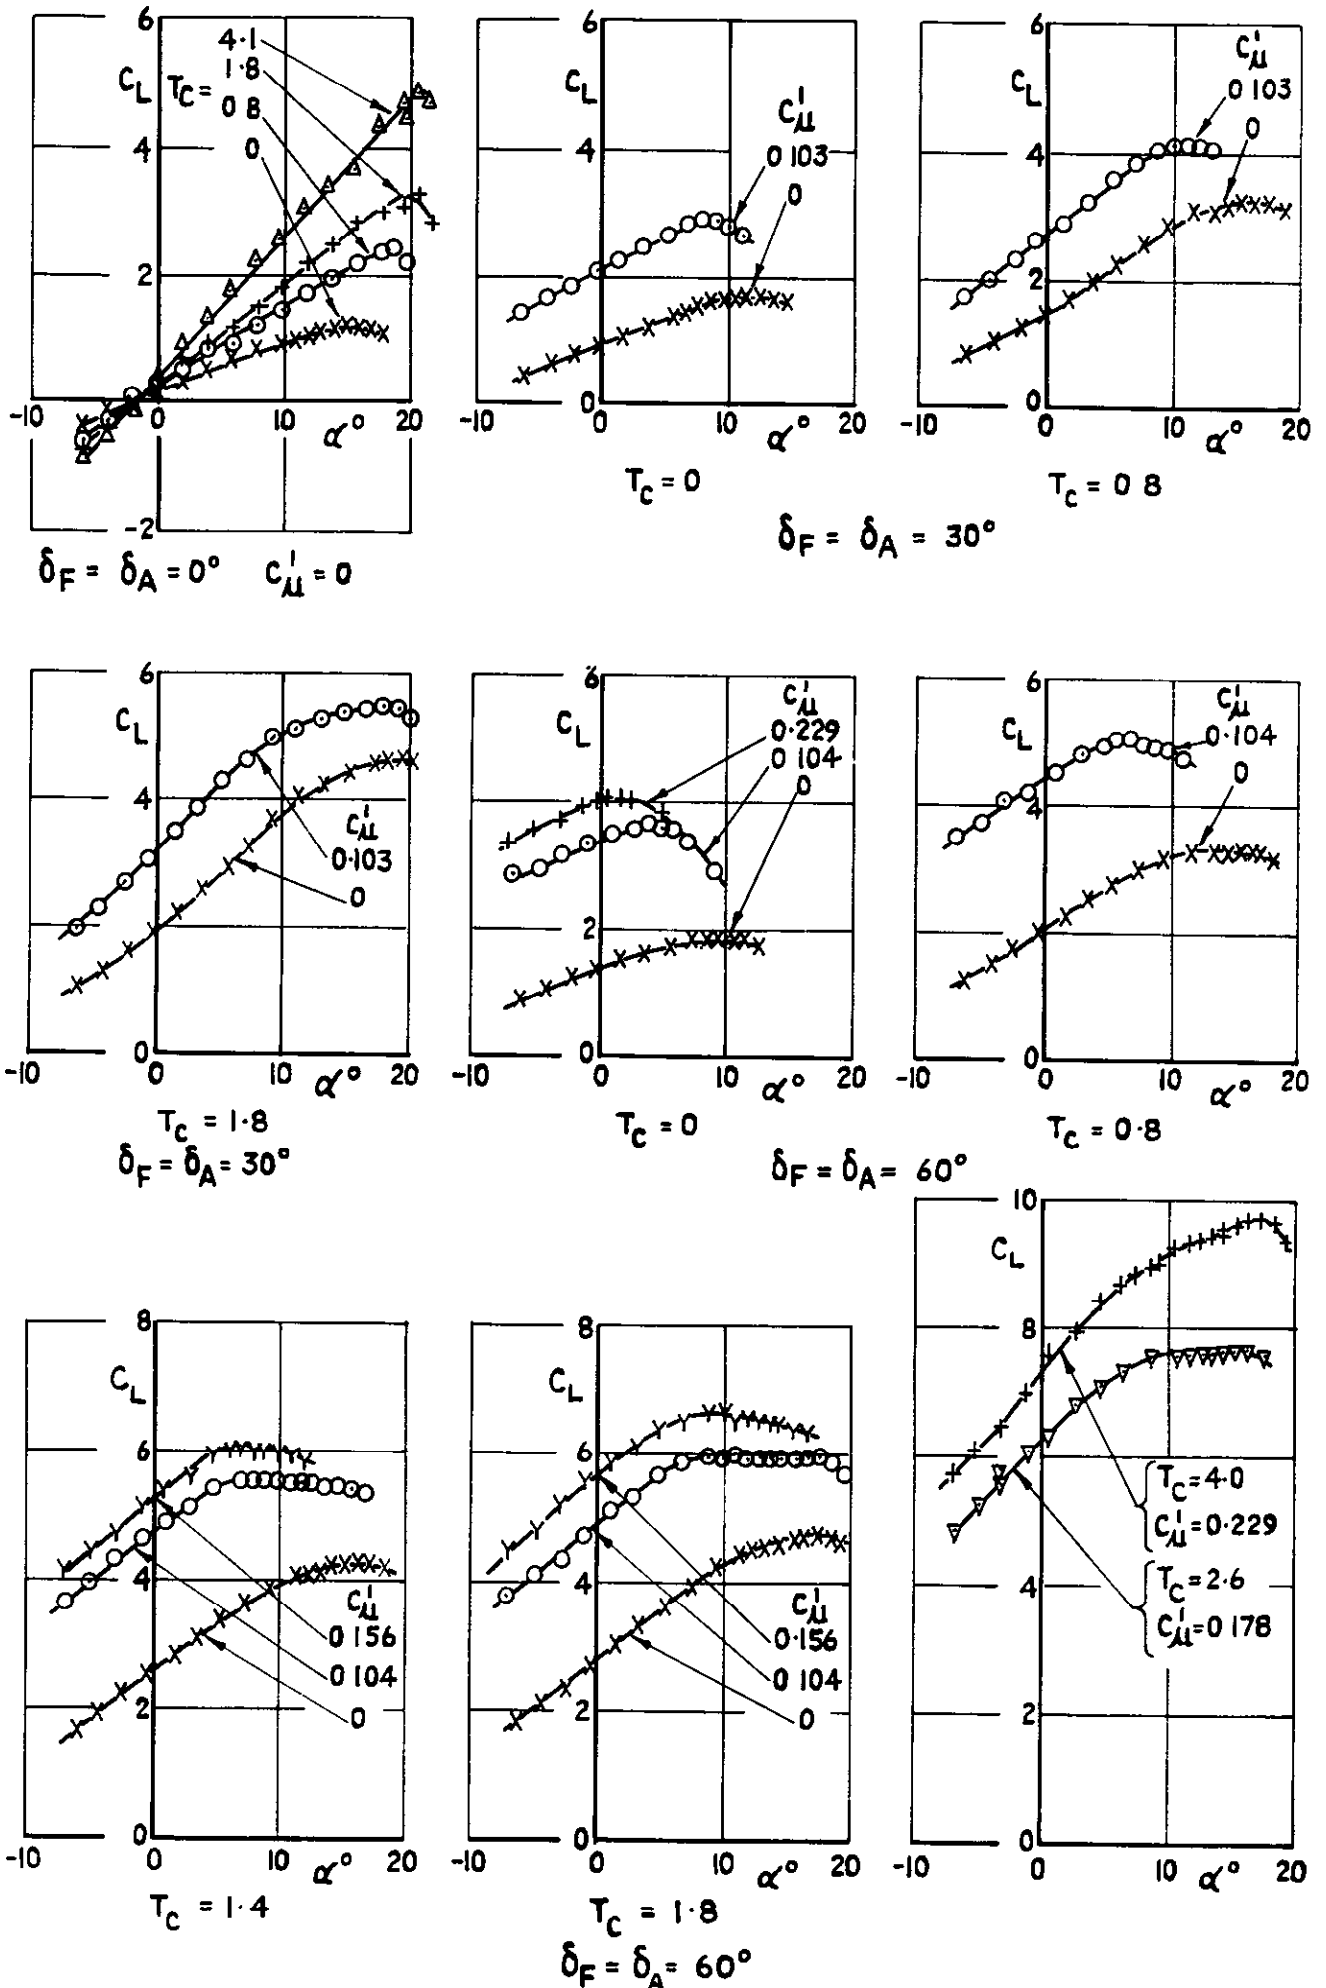 6
4·1
1·8
C_L T_C =
0 8
0
4
2
-10 0 10 20
α°
-2
δ_F = δ_A = 0° C'_μ = 0
6
C_L
C'_μ
4
0 103
0
2
0
-10 0 10 20
α°
T_C = 0
6
C'_μ
0 103
C_L
0
4
2
0
-10 0 10 20
α°
T_C = 0 8
δ_F = δ_A = 30°
6
C_L
4
C'_μ
0·103
2
0
0
-10 0 10 20
α°
T_C = 1·8
δ_F = δ_A = 30°
6
C'_μ
C_L
0·229
0 104
0
4
2
0
-10 0 10 20
α°
T_C = 0
6
C'_μ
C_L
0·104
0
4
2
0
-10 0 10 20
α°
T_C = 0·8
δ_F = δ_A = 60°
8
C_L
6
4
C'_μ
0 156
0 104
2
0
0
-10 0 10 20
α°
T_C = 1·4
8
C_L
6
4
C'_μ
0·156
0 104
2
0
0
-10 0 10 20
α°
T_C = 1·8
δ_F = δ_A = 60°
10
C_L
8
T_C = 4·0
C'_μ = 0·229
T_C = 2·6
4
C'_μ = 0 178
2
0
-10 0 10 20
α°